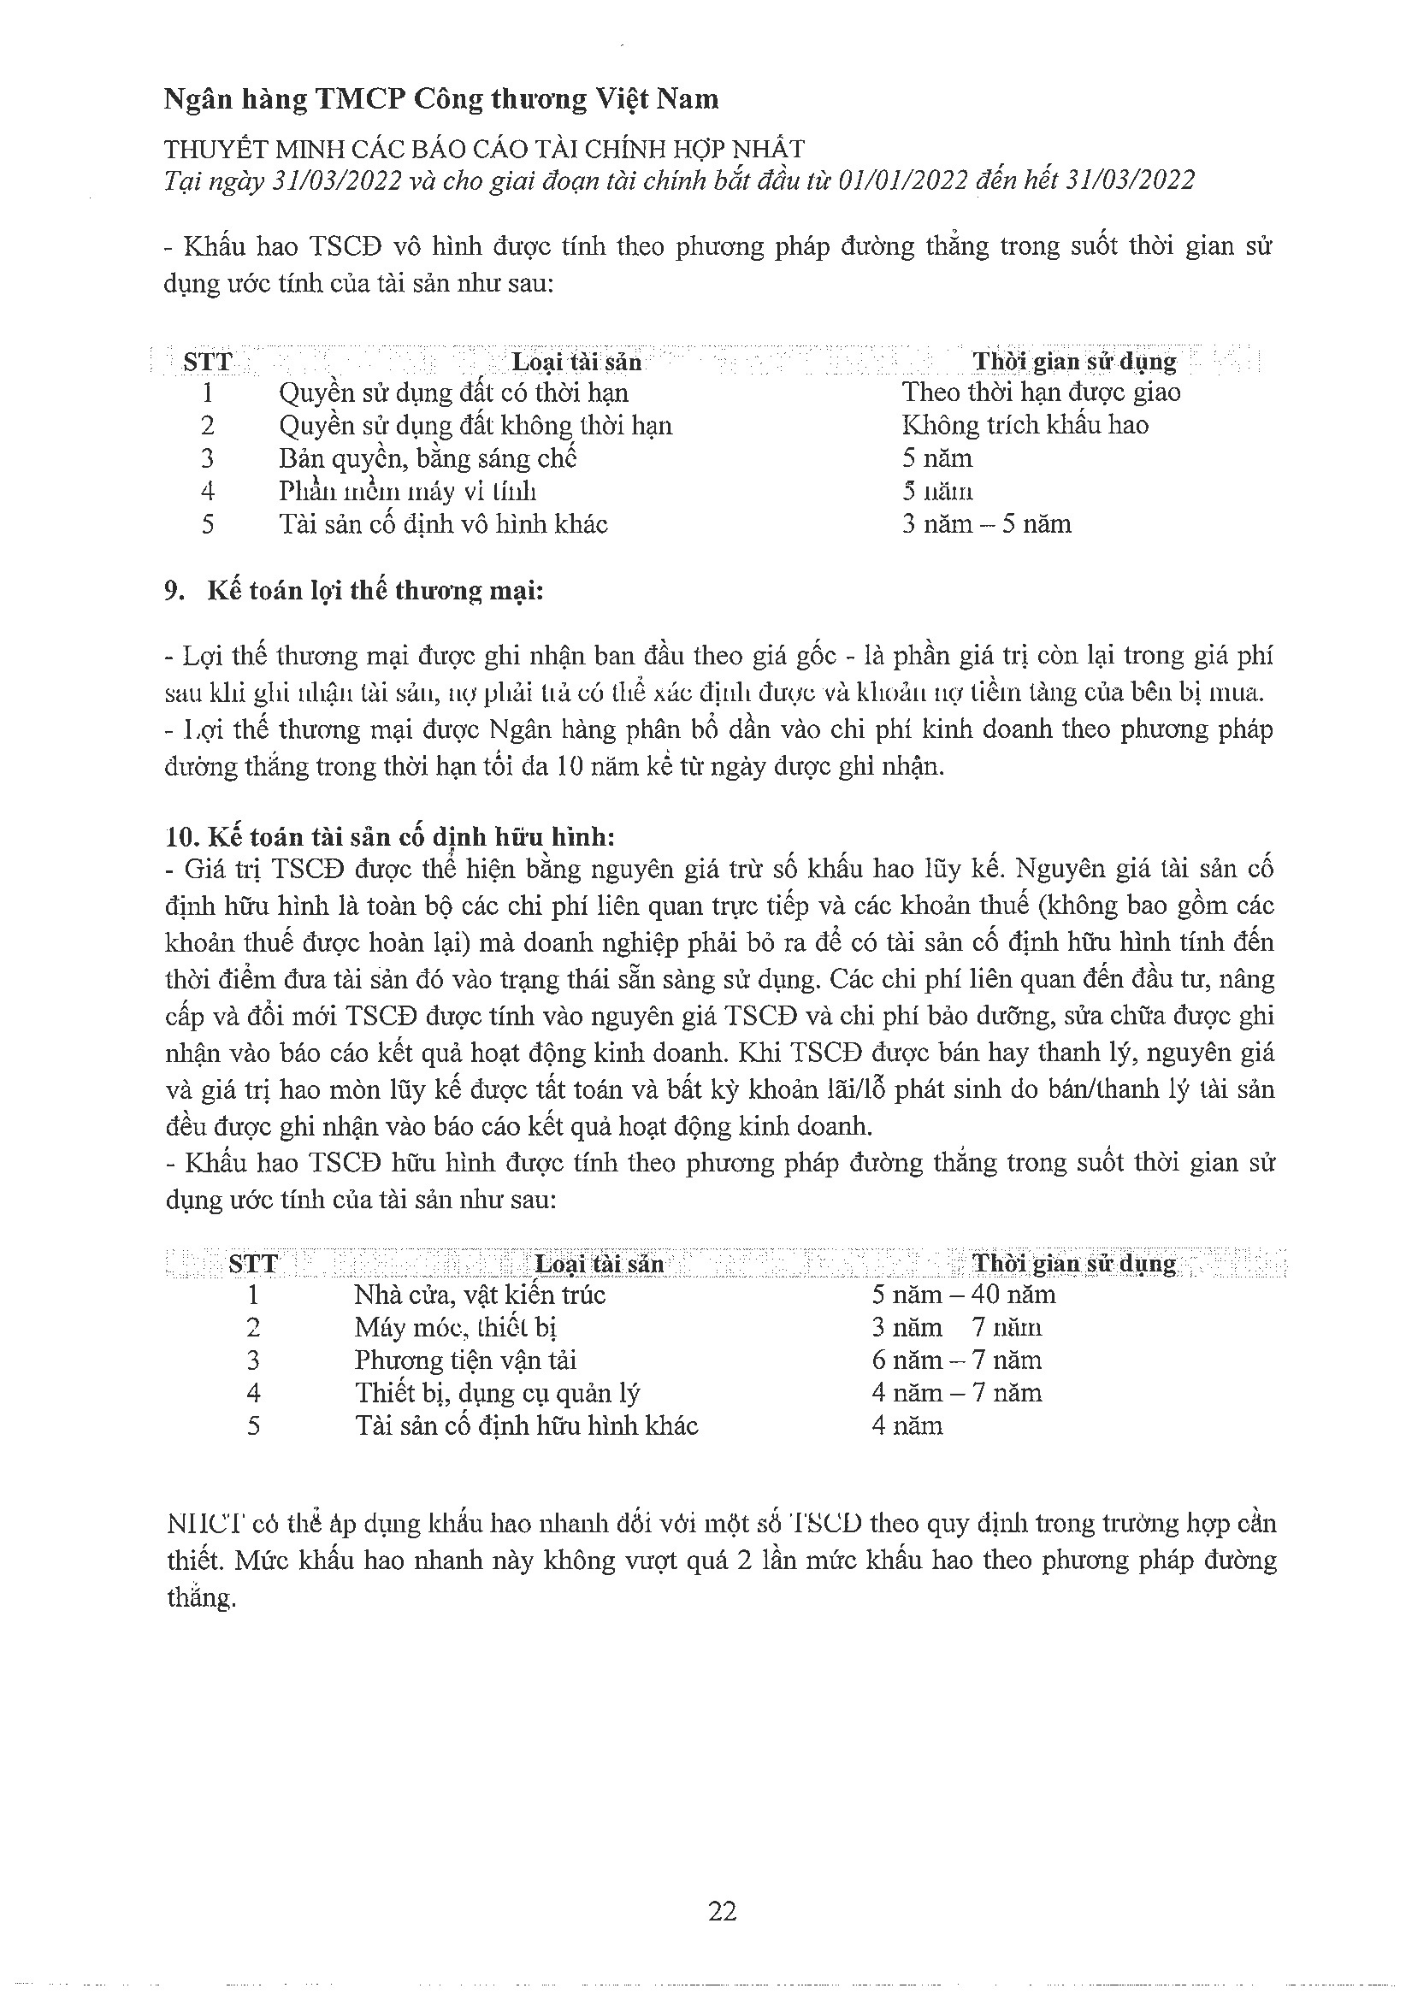 Ngân hàng TMCP Công thương Việt Nam
THUYẾT MINH CÁC BÁO CÁO TÀI CHÍNH HỢP NHẤT
Tại ngày 31/03/2022 và cho giai đoạn tài chính bắt đầu từ 01/01/2022 đến hết 31/03/2022
- Khấu hao TSCĐ vô hình được tính theo phương pháp đường thẳng trong suốt thời gian sử
dụng ước tính của tài sản như sau:
STT Loại tài sản Thời gian sử dụng
1 Quyền sử dụng đất có thời hạn Theo thời hạn được giao
2 Quyền sử dụng đất không thời hạn Không trích khấu hao
3 Bản quyền, bằng sáng chế 5 năm
4 Phần mềm máy vi tính 5 năm
5 Tài sản cố định vô hình khác 3 năm – 5 năm
9. Kế toán lợi thế thương mại:
- Lợi thế thương mại được ghi nhận ban đầu theo giá gốc - là phần giá trị còn lại trong giá phí
sau khi ghi nhận tài sản, nợ phải trả có thể xác định được và khoản nợ tiềm tàng của bên bị mua.
- Lợi thế thương mại được Ngân hàng phân bổ dần vào chi phí kinh doanh theo phương pháp
đường thẳng trong thời hạn tối đa 10 năm kể từ ngày được ghi nhận.
10. Kế toán tài sản cố định hữu hình:
- Giá trị TSCĐ được thể hiện bằng nguyên giá trừ số khấu hao lũy kế. Nguyên giá tài sản cố
định hữu hình là toàn bộ các chi phí liên quan trực tiếp và các khoản thuế (không bao gồm các
khoản thuế được hoàn lại) mà doanh nghiệp phải bỏ ra để có tài sản cố định hữu hình tính đến
thời điểm đưa tài sản đó vào trạng thái sẵn sàng sử dụng. Các chi phí liên quan đến đầu tư, nâng
cấp và đổi mới TSCĐ được tính vào nguyên giá TSCĐ và chi phí bảo dưỡng, sửa chữa được ghi
nhận vào báo cáo kết quả hoạt động kinh doanh. Khi TSCĐ được bán hay thanh lý, nguyên giá
và giá trị hao mòn lũy kế được tất toán và bất kỳ khoản lãi/lỗ phát sinh do bán/thanh lý tài sản
đều được ghi nhận vào báo cáo kết quả hoạt động kinh doanh.
- Khấu hao TSCĐ hữu hình được tính theo phương pháp đường thẳng trong suốt thời gian sử
dụng ước tính của tài sản như sau:
STT Loại tài sản Thời gian sử dụng
1 Nhà cửa, vật kiến trúc 5 năm – 40 năm
2 Máy móc, thiết bị 3 năm 7 năm
3 Phương tiện vận tải 6 năm – 7 năm
4 Thiết bị, dụng cụ quản lý 4 năm – 7 năm
5 Tài sản cố định hữu hình khác 4 năm
NHCT có thể áp dụng khấu hao nhanh đối với một số TSCĐ theo quy định trong trường hợp cần
thiết. Mức khấu hao nhanh này không vượt quá 2 lần mức khấu hao theo phương pháp đường
thẳng.
22